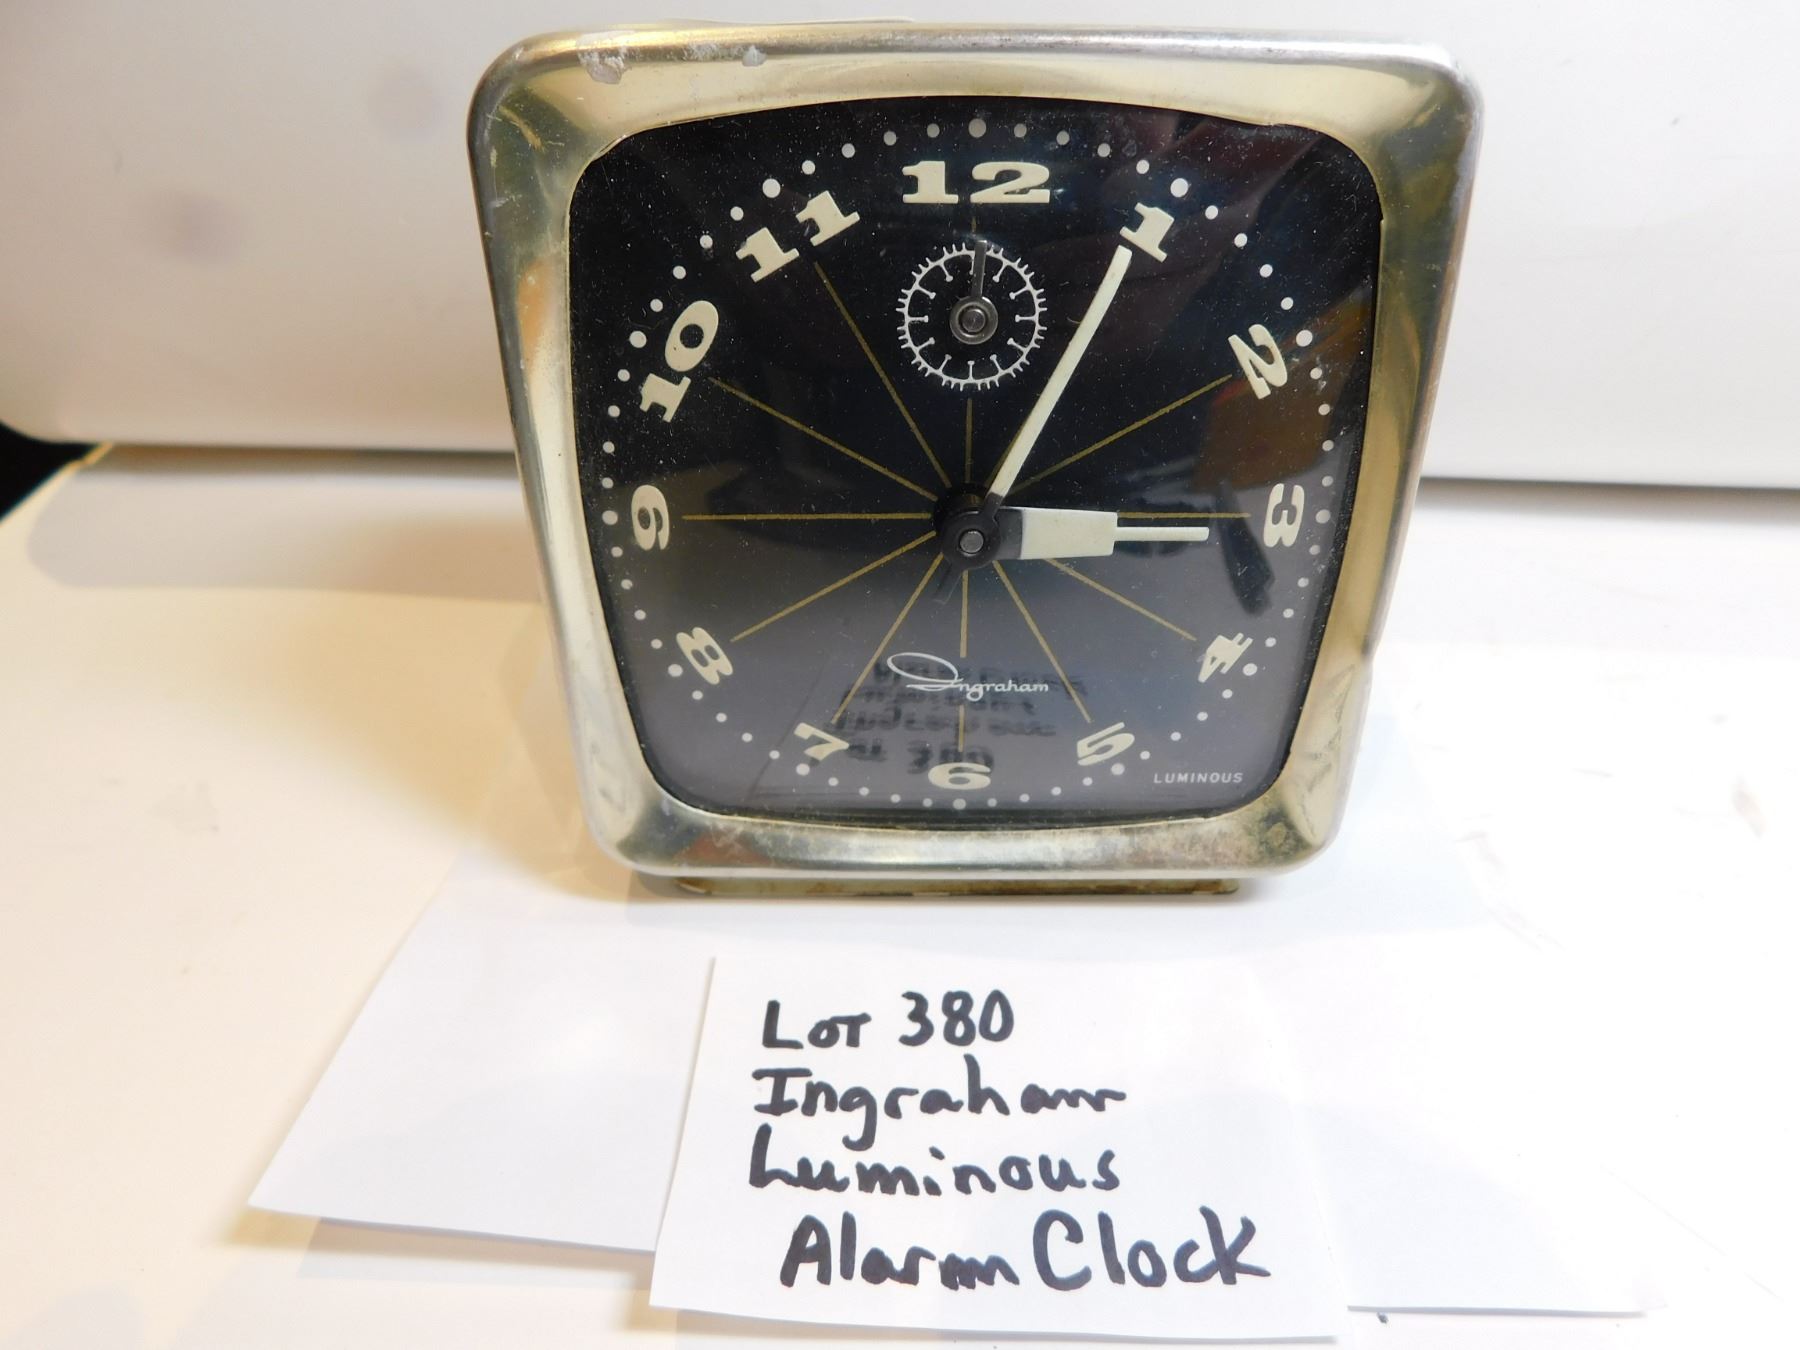 12
11 1
10 2
9 3
8 4
7 5
6
Ingraham
LUMINOUS
Lot 380
Ingraham
Luminous
Alarm Clock